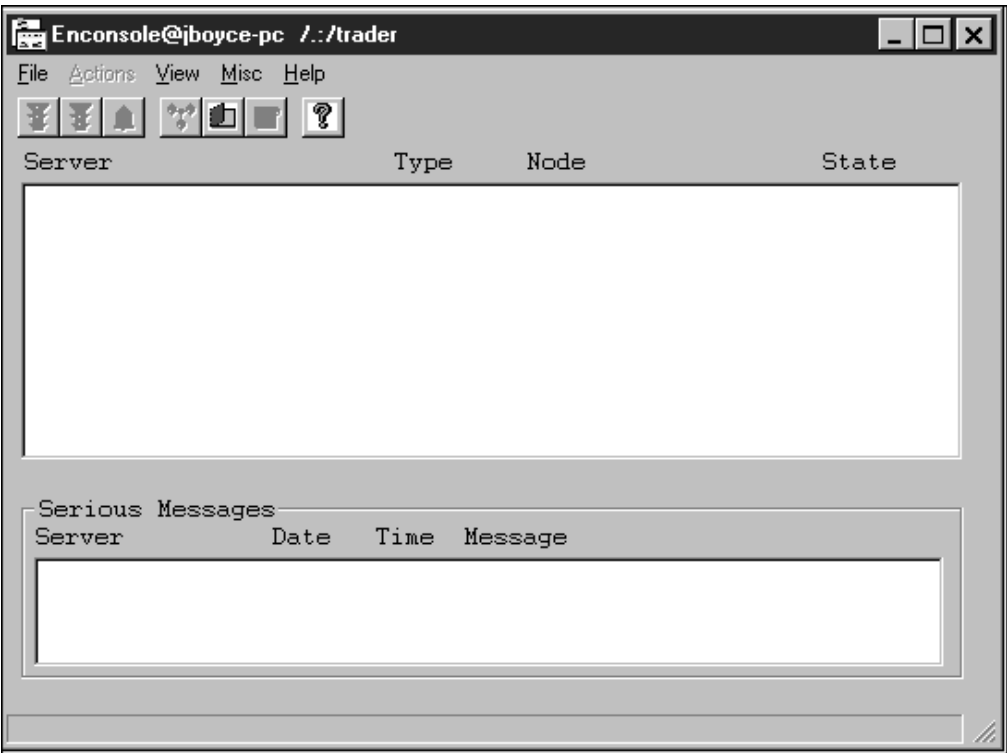 Enconsole@jboyce-pc /.:/trader
File Actions View Misc Help
Server Type Node State
Serious Messages
Server Date Time Message